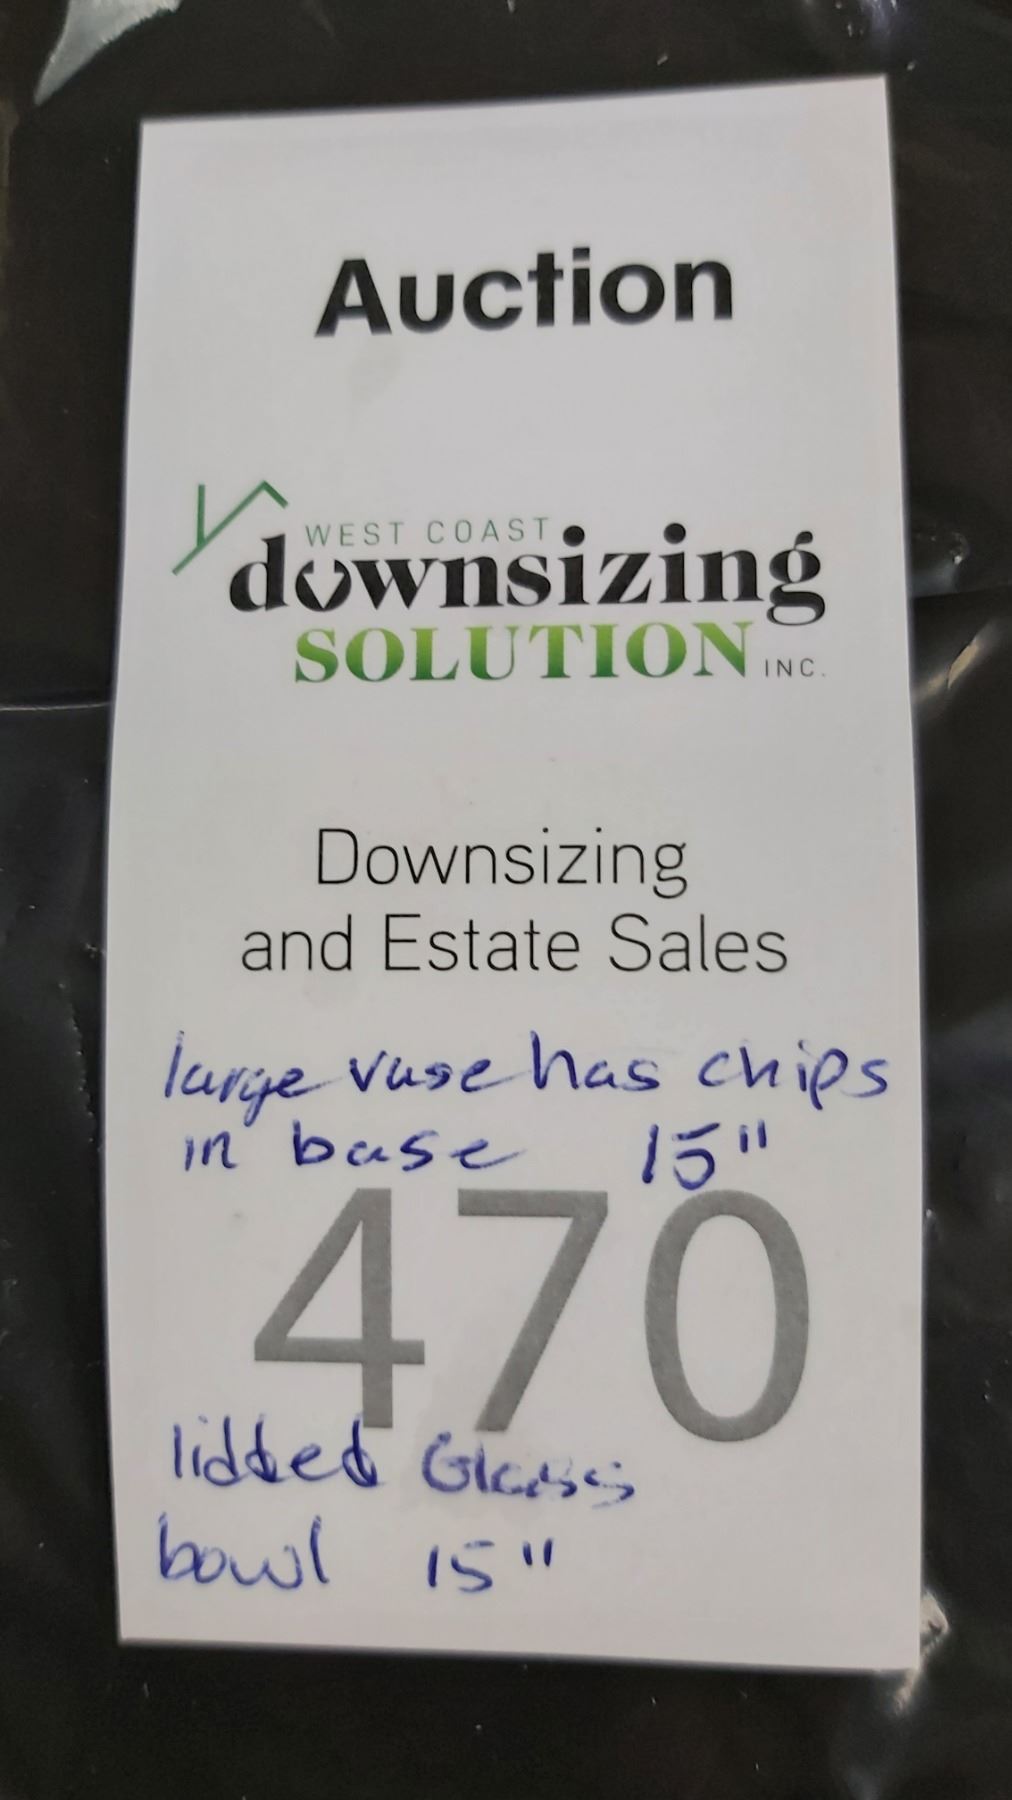 Auction
WEST COAST
downsizing
SOLUTION INC.
Downsizing
and Estate Sales
large vase has chips
in base 15"
470
lidded Glass
bowl 15"